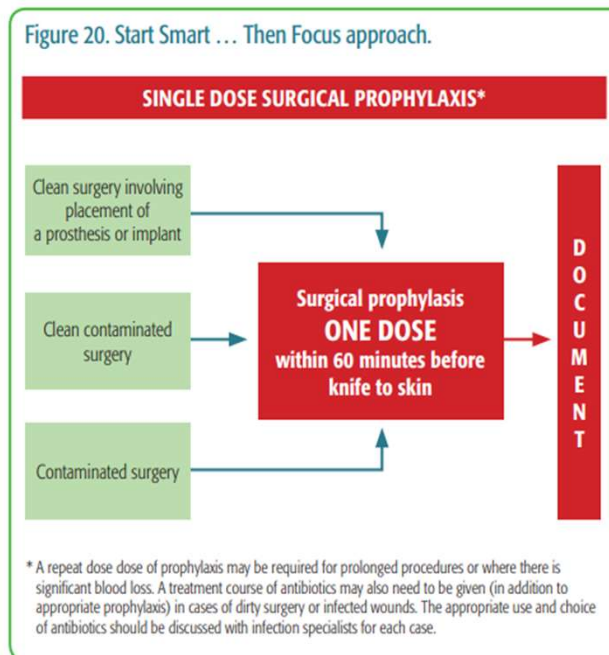 Figure 20. Start Smart … Then Focus approach.
SINGLE DOSE SURGICAL PROPHYLAXIS*
Clean surgery involving
placement of
a prosthesis or implant
Clean contaminated
surgery
Contaminated surgery
Surgical prophylasis
ONE DOSE
within 60 minutes before
knife to skin
D
O
C
U
M
E
N
T
* A repeat dose dose of prophylaxis may be required for prolonged procedures or where there is
significant blood loss. A treatment course of antibiotics may also need to be given (in addition to
appropriate prophylaxis) in cases of dirty surgery or infected wounds. The appropriate use and choice
of antibiotics should be discussed with infection specialists for each case.